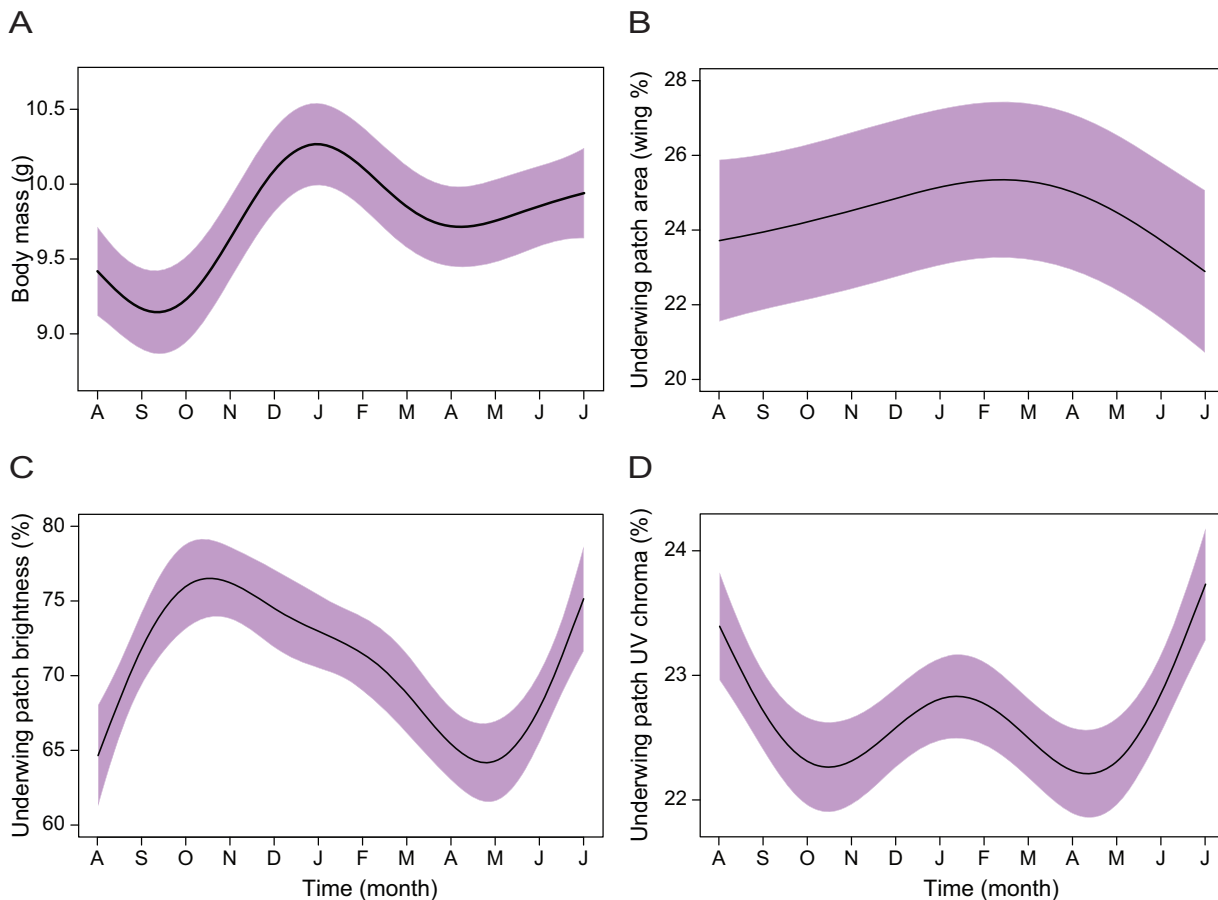 A
Body mass (g)
10.5
10.0
9.5
9.0
A S O N D J F M A M J J
B
Underwing patch area (wing %)
28
26
24
22
20
A S O N D J F M A M J J
C
Underwing patch brightness (%)
80
75
70
65
60
A S O N D J F M A M J J
Time (month)
D
Underwing patch UV chroma (%)
24
23
22
A S O N D J F M A M J J
Time (month)